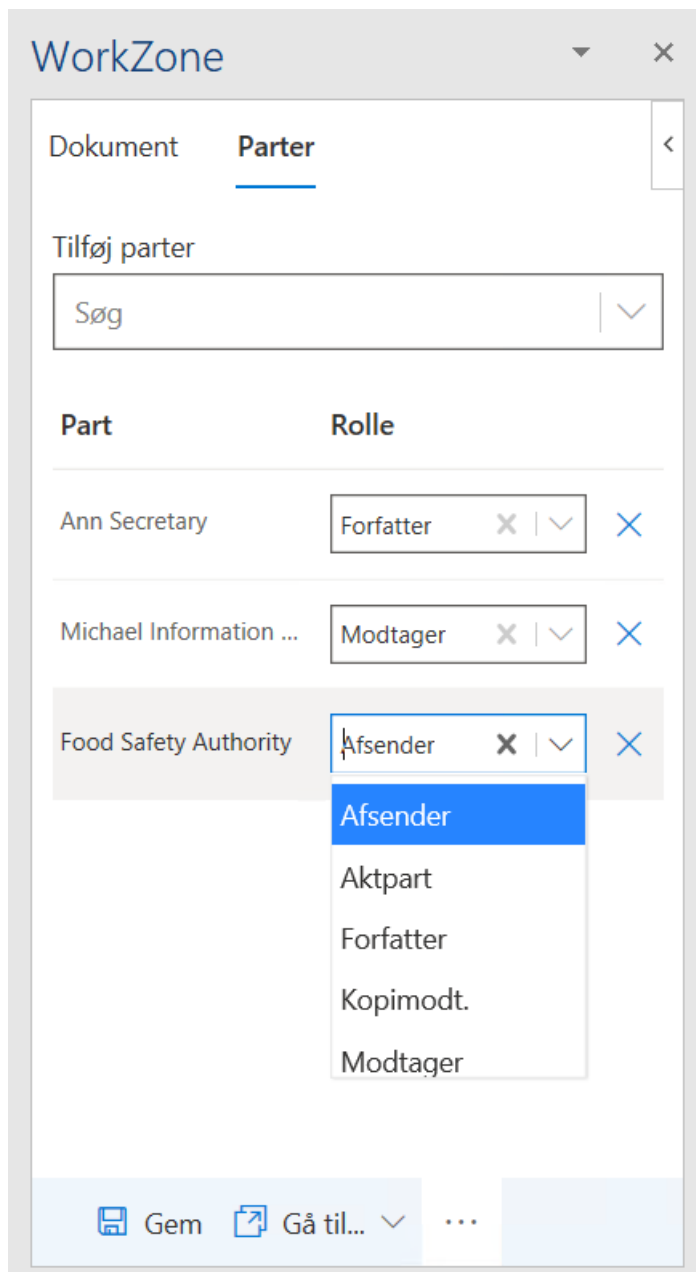 WorkZone
Dokument Parter
Tilføj parter
Søg
Part Rolle
Ann Secretary Forfatter
Michael Information ... Modtager
Food Safety Authority Afsender
Afsender
Aktpart
Forfatter
Kopimodt.
Modtager
Gem Gå til... ...